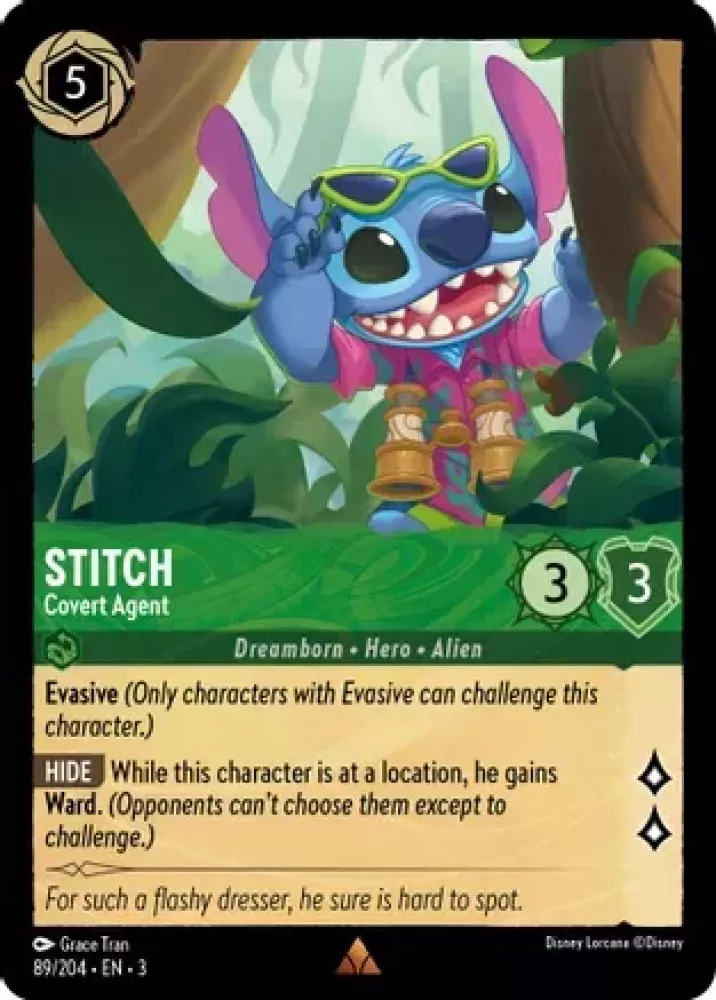 5
STITCH
Covert Agent
3
3
Dreamborn • Hero • Alien
Evasive (Only characters with Evasive can challenge this
character.)
HIDE While this character is at a location, he gains
Ward. (Opponents can't choose them except to
challenge.)
For such a flashy dresser, he sure is hard to spot.
Grace Tran
Disney Lorcana ©Disney
89/204 • EN • 3